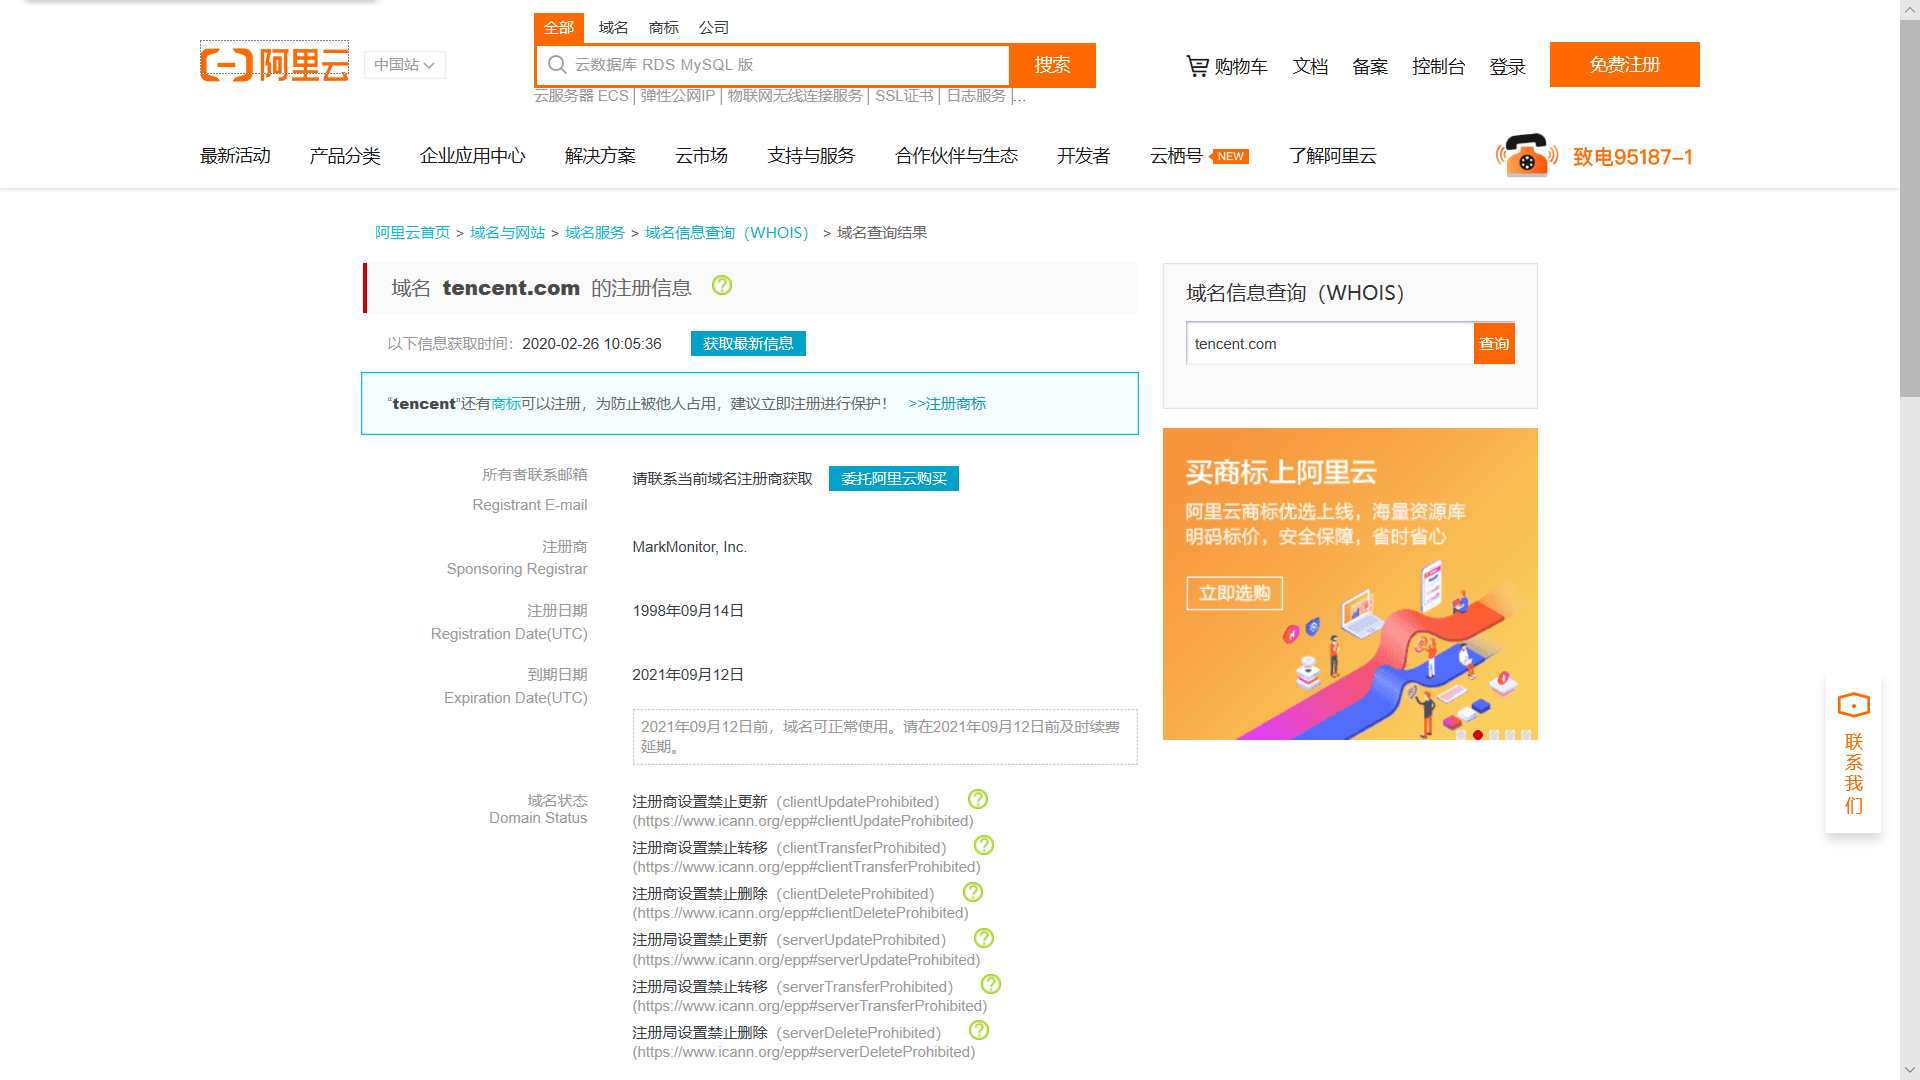 全部 域名 商标 公司
阿里云 中国站
云数据库 RDS MySQL 版 搜索
购物车 文档 备案 控制台 登录 免费注册
云服务器 ECS | 弹性公网IP | 物联网无线连接服务 | SSL证书 | 日志服务 |...
最新活动 产品分类 企业应用中心 解决方案 云市场 支持与服务 合作伙伴与生态 开发者 云栖号 NEW 了解阿里云 致电95187-1
阿里云首页 > 域名与网站 > 域名服务 > 域名信息查询（WHOIS） > 域名查询结果
域名 tencent.com 的注册信息
以下信息获取时间：2020-02-26 10:05:36 获取最新信息
“tencent”还有商标可以注册，为防止被他人占用，建议立即注册进行保护！ >>注册商标
所有者联系邮箱 请联系当前域名注册商获取 委托阿里云购买
Registrant E-mail
注册商 MarkMonitor, Inc.
Sponsoring Registrar
注册日期 1998年09月14日
Registration Date(UTC)
到期日期 2021年09月12日
Expiration Date(UTC)
2021年09月12日前，域名可正常使用。请在2021年09月12日前及时续费
延期。
域名状态
Domain Status
注册商设置禁止更新（clientUpdateProhibited）
(https://www.icann.org/epp#clientUpdateProhibited)
注册商设置禁止转移（clientTransferProhibited）
(https://www.icann.org/epp#clientTransferProhibited)
注册商设置禁止删除（clientDeleteProhibited）
(https://www.icann.org/epp#clientDeleteProhibited)
注册局设置禁止更新（serverUpdateProhibited）
(https://www.icann.org/epp#serverUpdateProhibited)
注册局设置禁止转移（serverTransferProhibited）
(https://www.icann.org/epp#serverTransferProhibited)
注册局设置禁止删除（serverDeleteProhibited）
(https://www.icann.org/epp#serverDeleteProhibited)
域名信息查询（WHOIS）
tencent.com 查询
买商标上阿里云
阿里云商标优选上线，海量资源库
明码标价，安全保障，省时省心
立即选购
联系我们